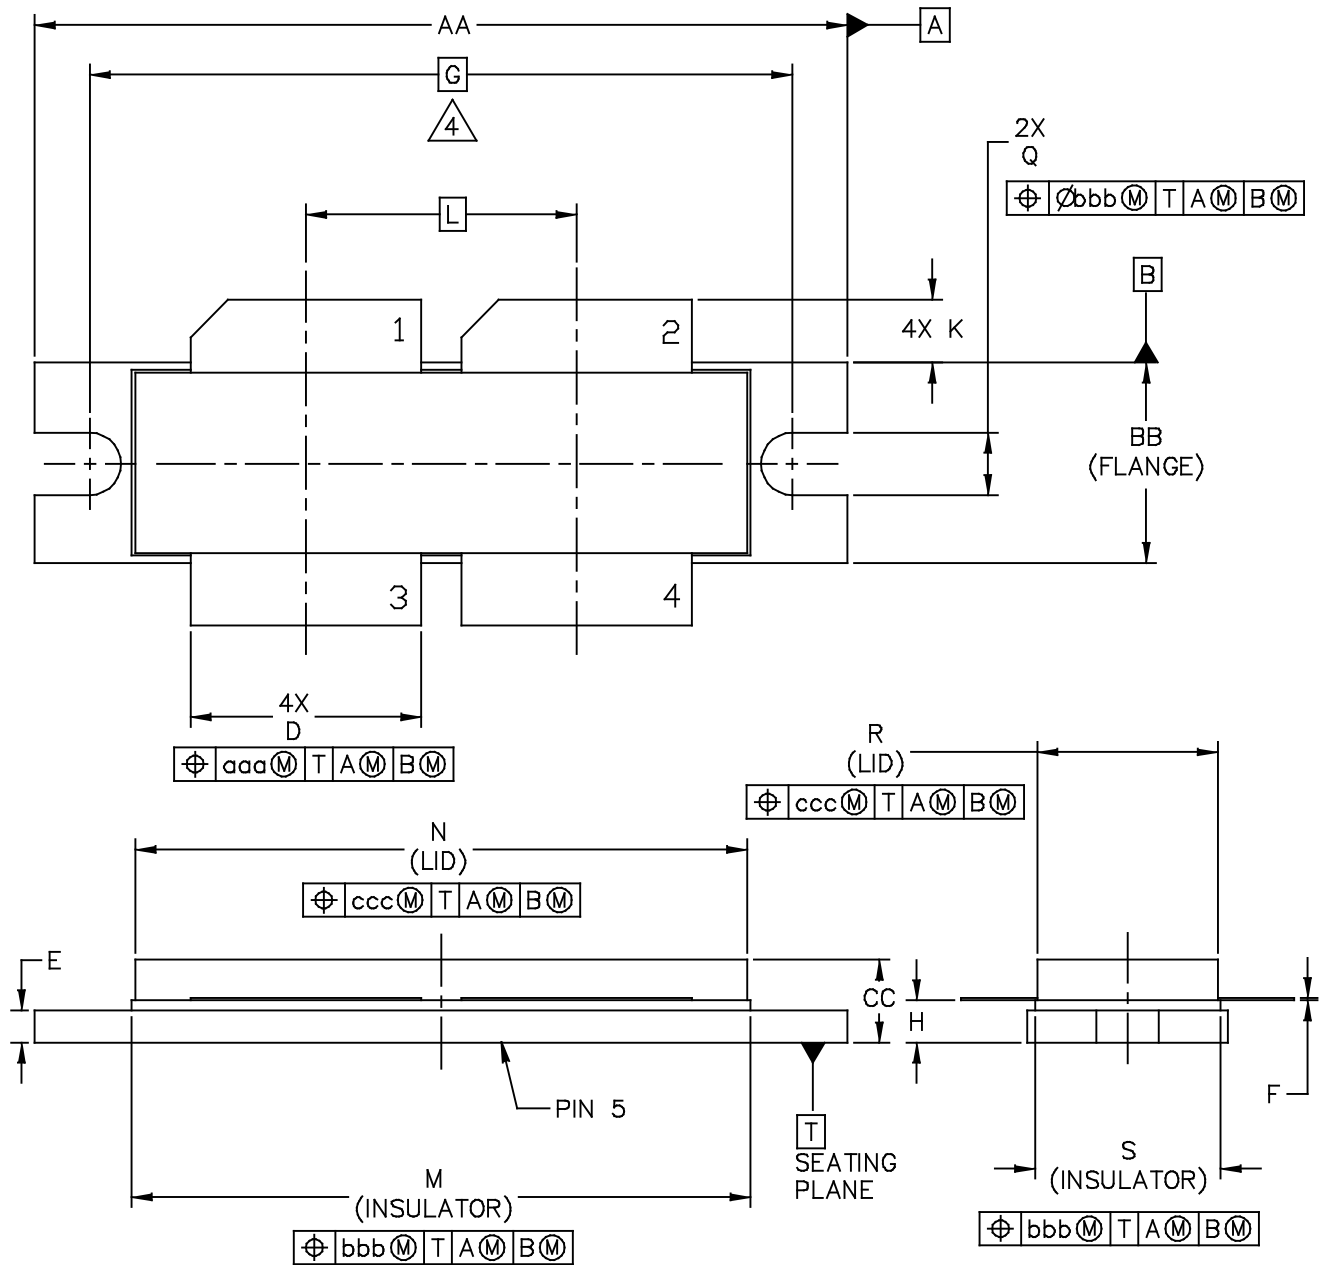 AA
A
G
4
2X
Q
⌖ Øbbb Ⓜ T A Ⓜ B Ⓜ
L
B
1
2
4X K
BB
(FLANGE)
3
4
4X
D
⌖ aaa Ⓜ T A Ⓜ B Ⓜ
R
(LID)
⌖ ccc Ⓜ T A Ⓜ B Ⓜ
N
(LID)
⌖ ccc Ⓜ T A Ⓜ B Ⓜ
E
CC
H
F
PIN 5
T
SEATING
PLANE
M
(INSULATOR)
⌖ bbb Ⓜ T A Ⓜ B Ⓜ
S
(INSULATOR)
⌖ bbb Ⓜ T A Ⓜ B Ⓜ